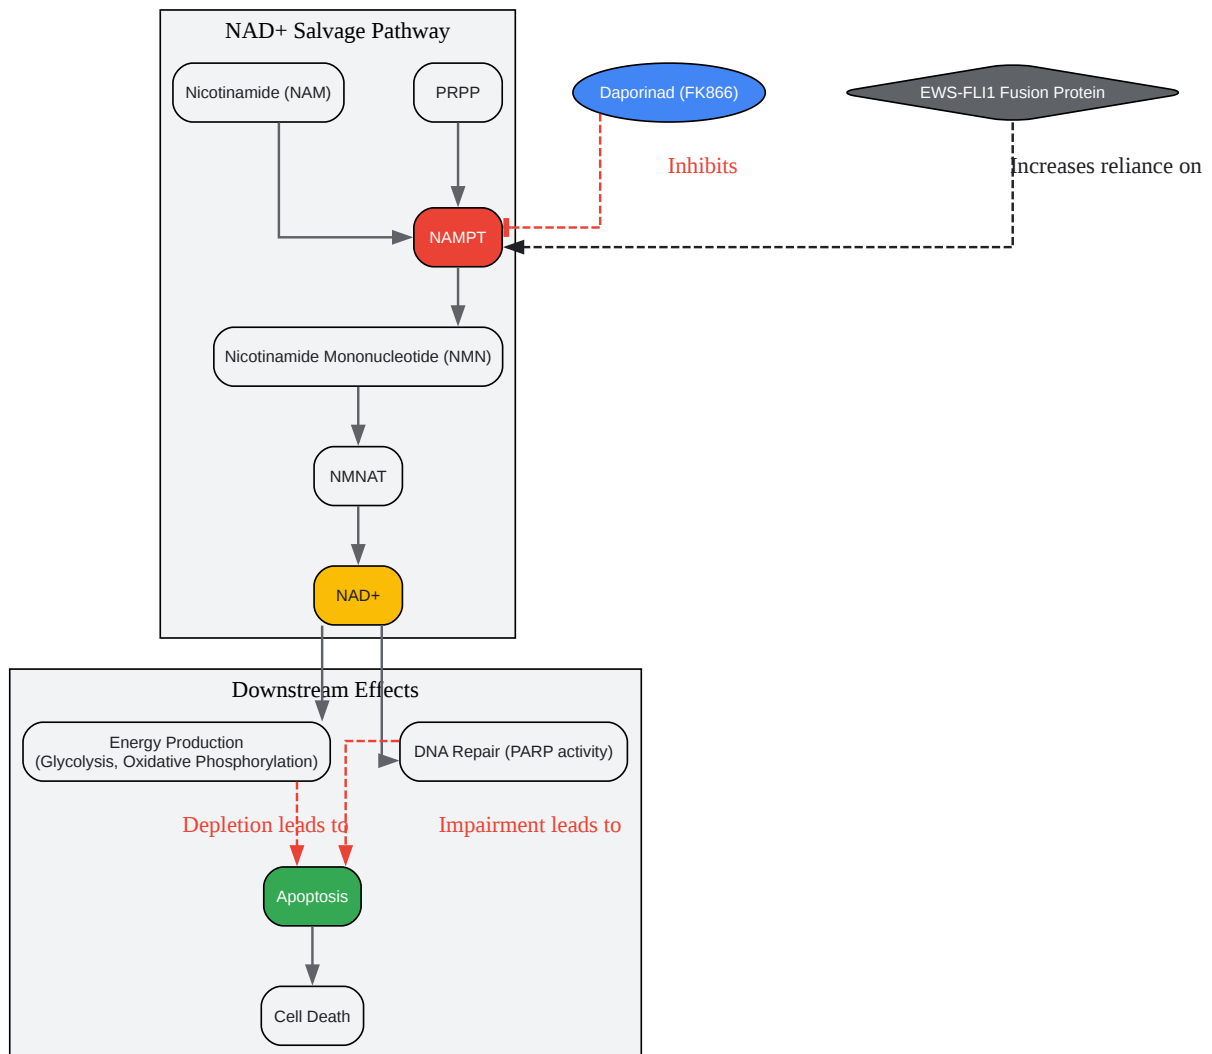 NAD+ Salvage Pathway
Nicotinamide (NAM)
PRPP
Daporinad (FK866)
EWS-FLI1 Fusion Protein
Inhibits
Increases reliance on
NAMPT
Nicotinamide Mononucleotide (NMN)
NMNAT
NAD+
Downstream Effects
Energy Production
(Glycolysis, Oxidative Phosphorylation)
DNA Repair (PARP activity)
Depletion leads to
Impairment leads to
Apoptosis
Cell Death